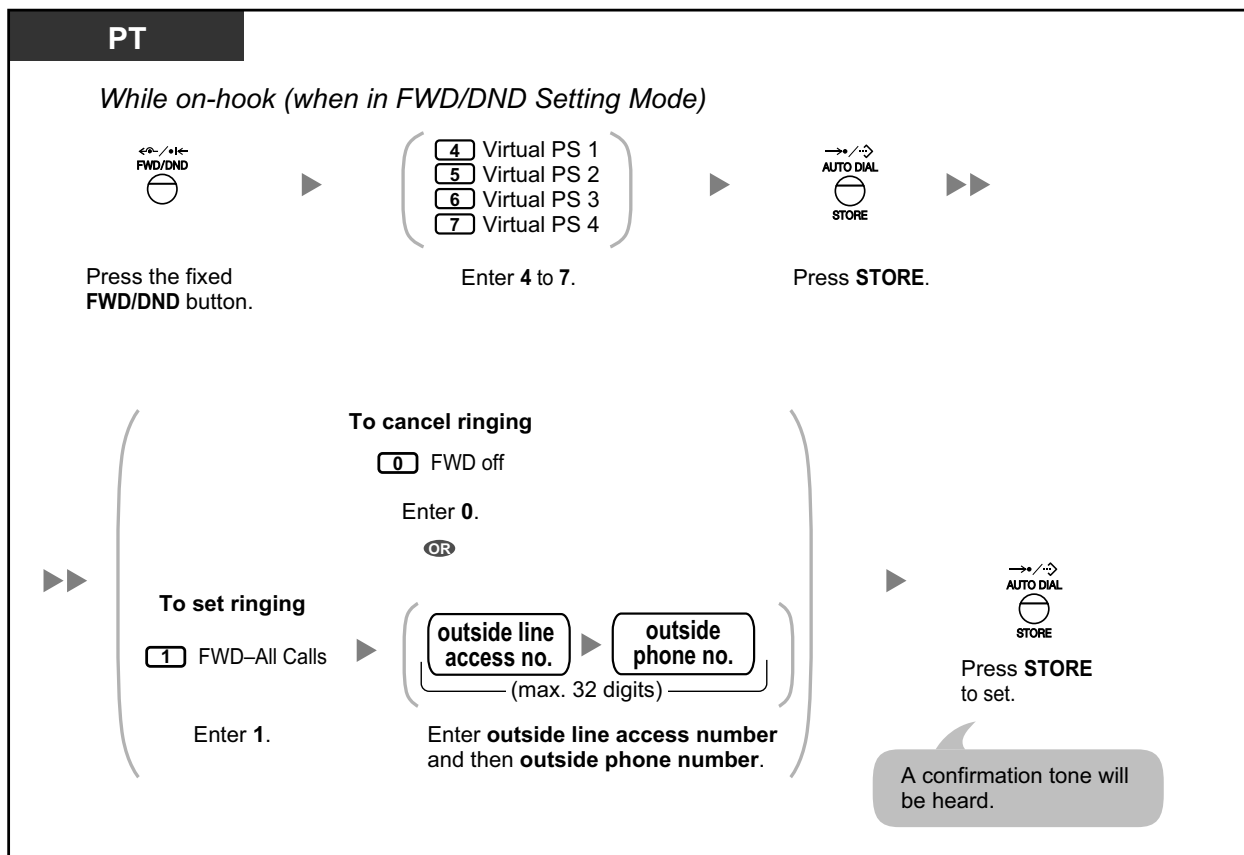 PT
While on-hook (when in FWD/DND Setting Mode)
FWD/DND
4 Virtual PS 1
5 Virtual PS 2
6 Virtual PS 3
7 Virtual PS 4
AUTO DIAL
STORE
Press the fixed
FWD/DND button.
Enter 4 to 7.
Press STORE.
To cancel ringing
0 FWD off
Enter 0.
OR
To set ringing
1 FWD–All Calls
Enter 1.
outside line
access no.
outside
phone no.
(max. 32 digits)
Enter outside line access number
and then outside phone number.
AUTO DIAL
STORE
Press STORE
to set.
A confirmation tone will
be heard.